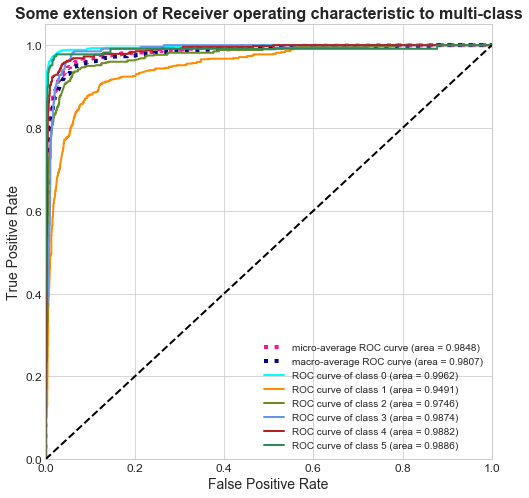 Some extension of Receiver operating characteristic to multi-class
1.0
0.8
0.6
0.4
0.2
0.0
True Positive Rate
micro-average ROC curve (area = 0.9848)
macro-average ROC curve (area = 0.9807)
ROC curve of class 0 (area = 0.9962)
ROC curve of class 1 (area = 0.9491)
ROC curve of class 2 (area = 0.9746)
ROC curve of class 3 (area = 0.9874)
ROC curve of class 4 (area = 0.9882)
ROC curve of class 5 (area = 0.9886)
0.0 0.2 0.4 0.6 0.8 1.0
False Positive Rate